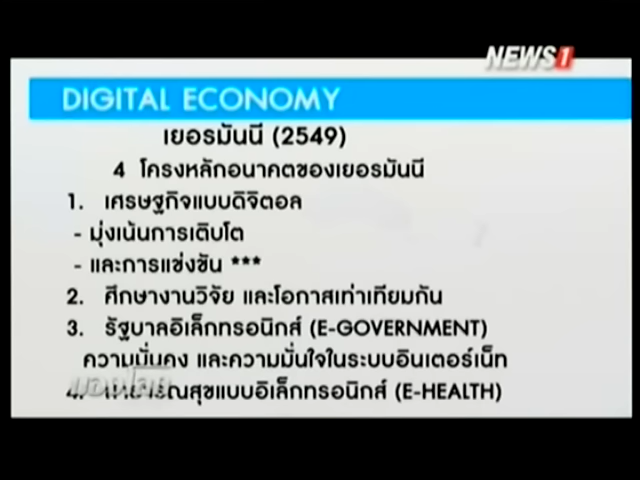 NEWS1
DIGITAL ECONOMY
เยอรมันนี (2549)
4 โครงหลักอนาคตของเยอรมันนี
1. เศรษฐกิจแบบดิจิตอล
- มุ่งเน้นการเติบโต
- และการแข่งขัน ***
2. ศึกษางานวิจัย และโอกาสเท่าเทียมกัน
3. รัฐบาลอิเล็กทรอนิกส์ (E-GOVERNMENT)
ความมั่นคง และความมั่นใจในระบบอินเตอร์เน็ท
4. แบบอิเล็กทรอนิกส์ (E-HEALTH)